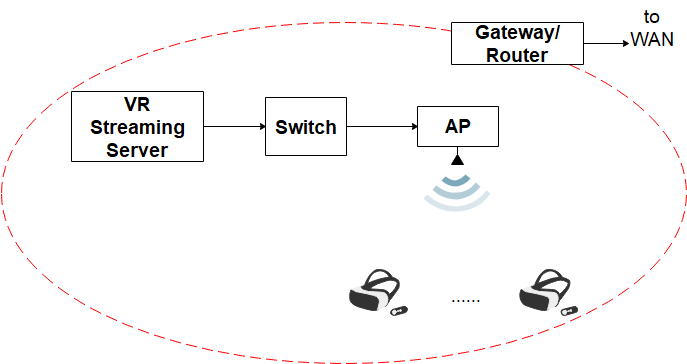 to
WAN
Gateway/
Router
VR
Streaming
Server
Switch
AP
......